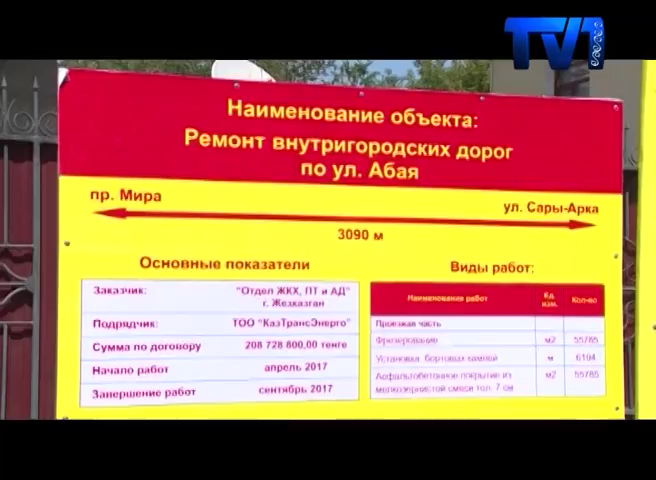 TV1
Наименование объекта:
Ремонт внутригородских дорог
по ул. Абая
пр. Мира
ул. Сары-Арка
3090 м
Основные показатели
Заказчик: "Отдел ЖКХ, ПТ и АД"
г. Жезказган
Подрядчик: ТОО "КазТрансЭнерго"
Сумма по договору 208 728 800,00 тенге
Начало работ апрель 2017
Завершение работ сентябрь 2017
Виды работ:
Наименование работ Ед. изм. Кол-во
Проезжая часть
Фрезерование м2 55785
Установка бортовых камней м 6194
Асфальтобетонное покрытие из м2 55785
мелкозернистой смеси тол. 7 см